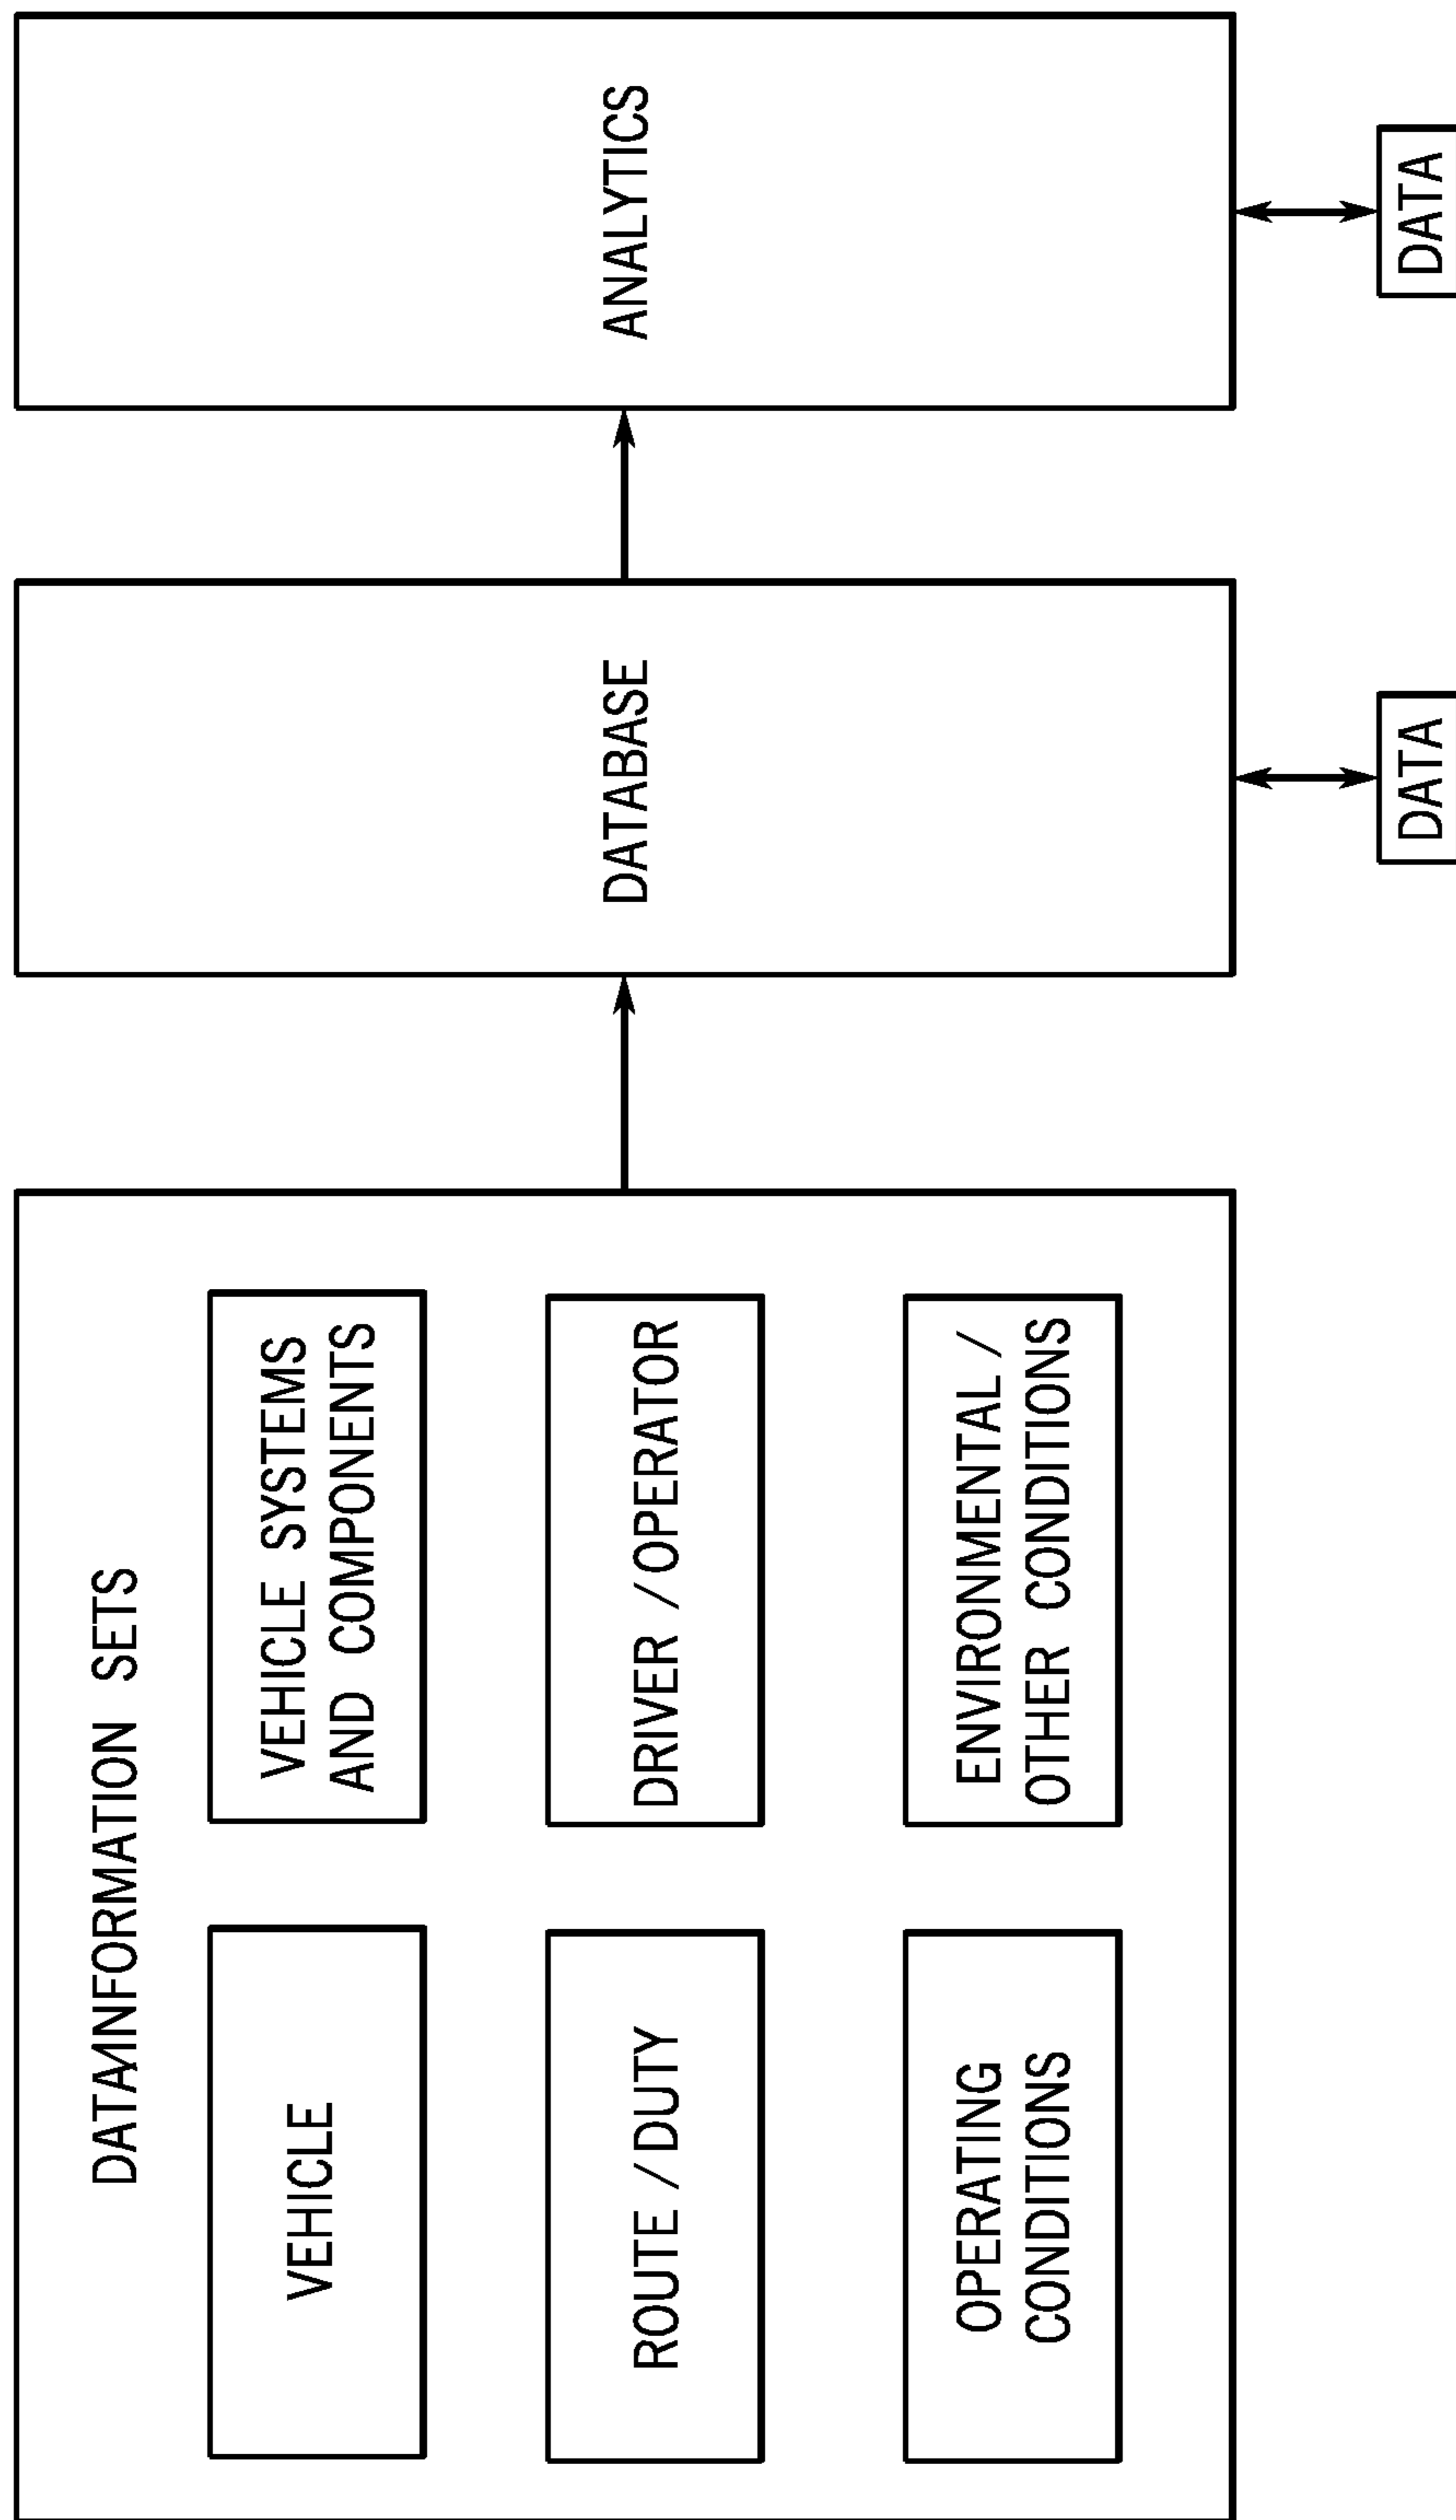 DATA/INFORMATION SETS
VEHICLE
VEHICLE SYSTEMS
AND COMPONENTS
ROUTE/DUTY
DRIVER/OPERATOR
OPERATING
CONDITIONS
ENVIRONMENTAL/
OTHER CONDITIONS
DATABASE
ANALYTICS
DATA
DATA